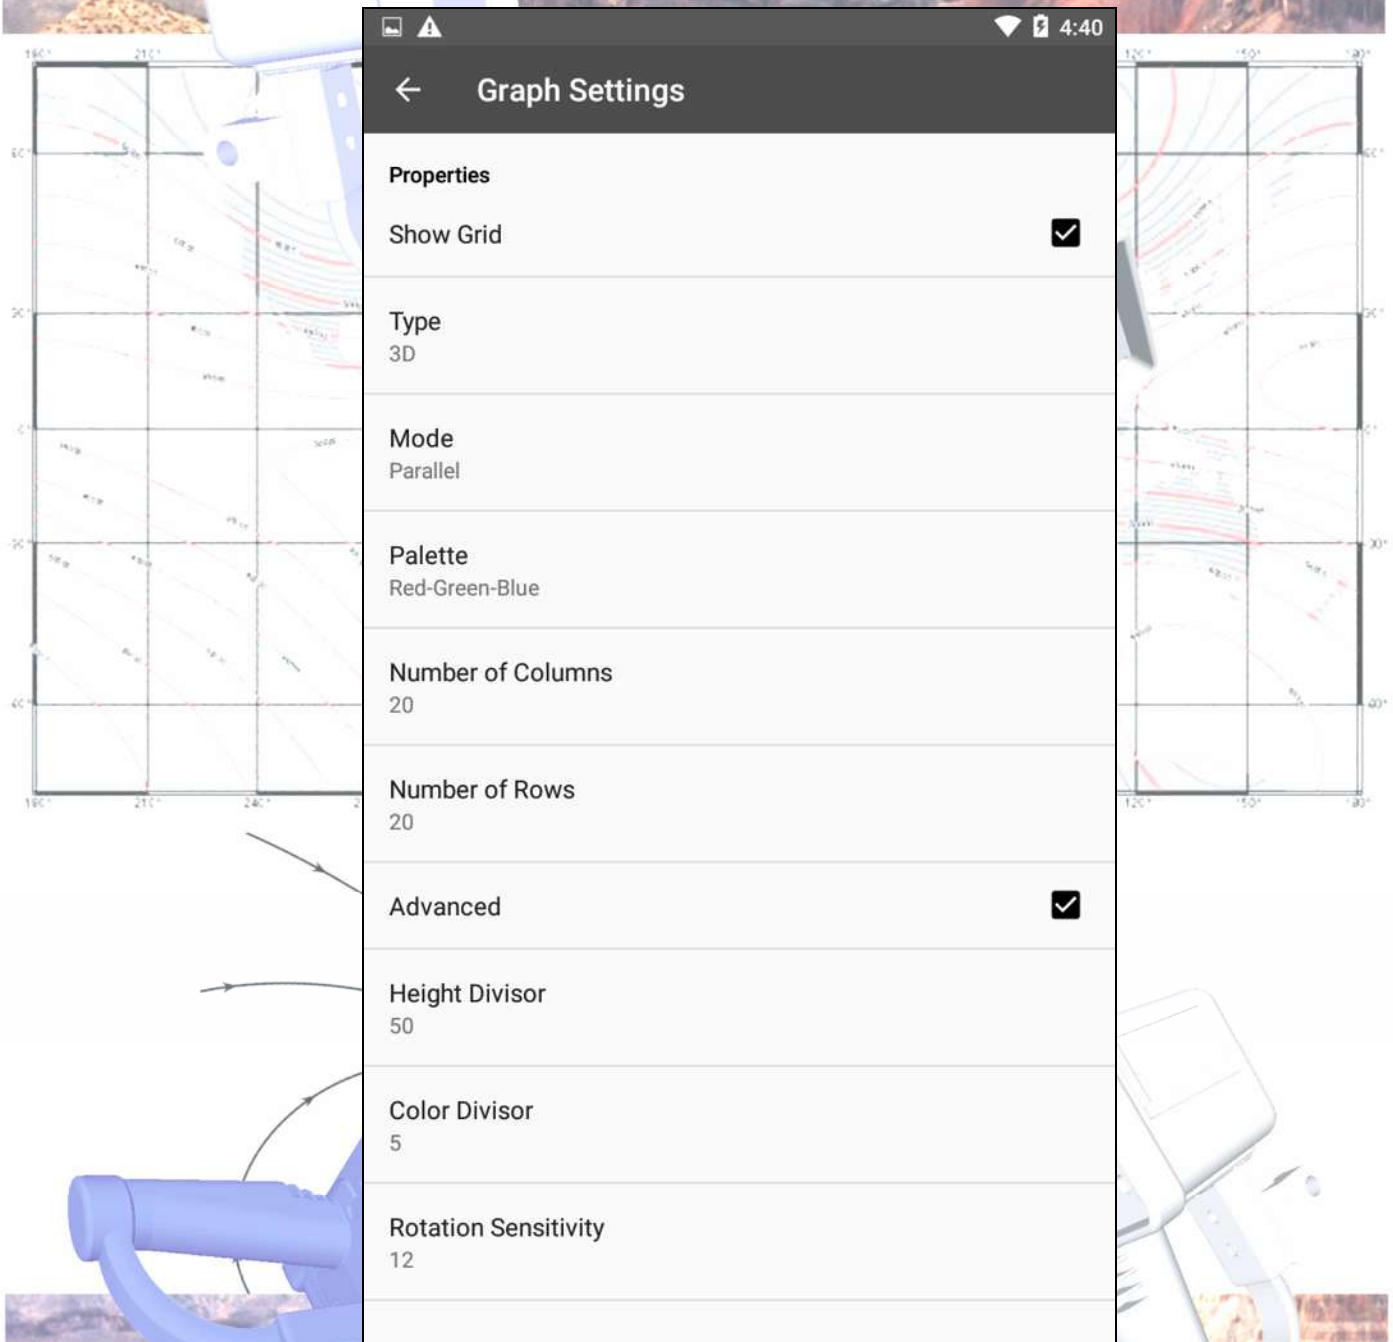 4:40
Graph Settings
Properties
Show Grid
Type
3D
Mode
Parallel
Palette
Red-Green-Blue
Number of Columns
20
Number of Rows
20
Advanced
Height Divisor
50
Color Divisor
5
Rotation Sensitivity
12